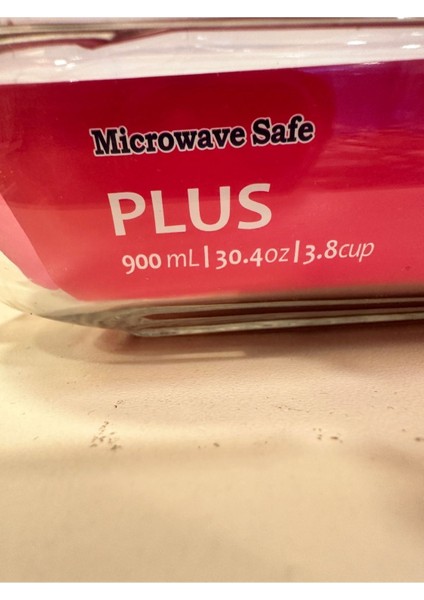 Microwave Safe
PLUS
900 mL | 30.4oz | 3.8cup